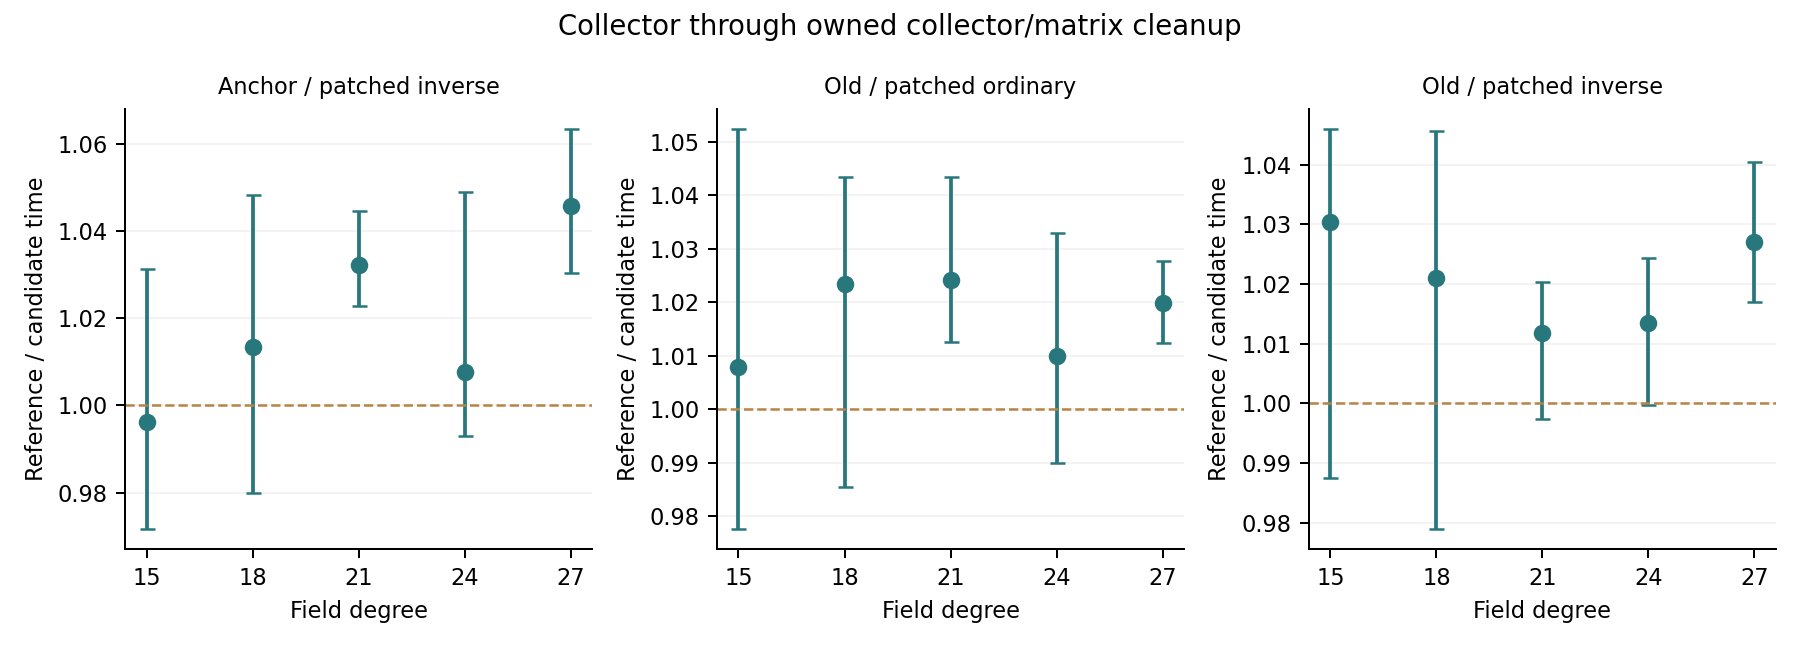 Collector through owned collector/matrix cleanup
Anchor / patched inverse
Reference / candidate time
1.06
1.04
1.02
1.00
0.98
15 18 21 24 27
Field degree
Old / patched ordinary
Reference / candidate time
1.05
1.04
1.03
1.02
1.01
1.00
0.99
0.98
15 18 21 24 27
Field degree
Old / patched inverse
Reference / candidate time
1.04
1.03
1.02
1.01
1.00
0.99
0.98
15 18 21 24 27
Field degree